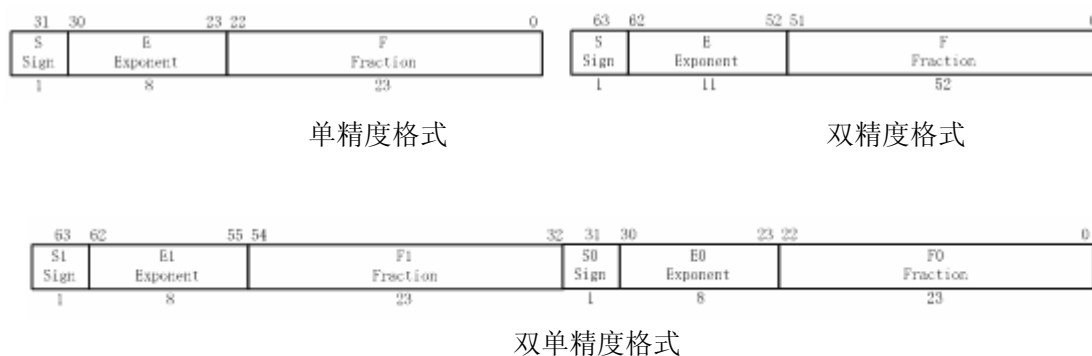 31 30 23 22 0
S E F
Sign Exponent Fraction
1 8 23
单精度格式
63 62 52 51 0
S E F
Sign Exponent Fraction
1 11 52
双精度格式
63 62 55 54 32 31 30 23 22 0
S1 E1 F1 S0 E0 F0
Sign Exponent Fraction Sign Exponent Fraction
1 8 23 1 8 23
双单精度格式